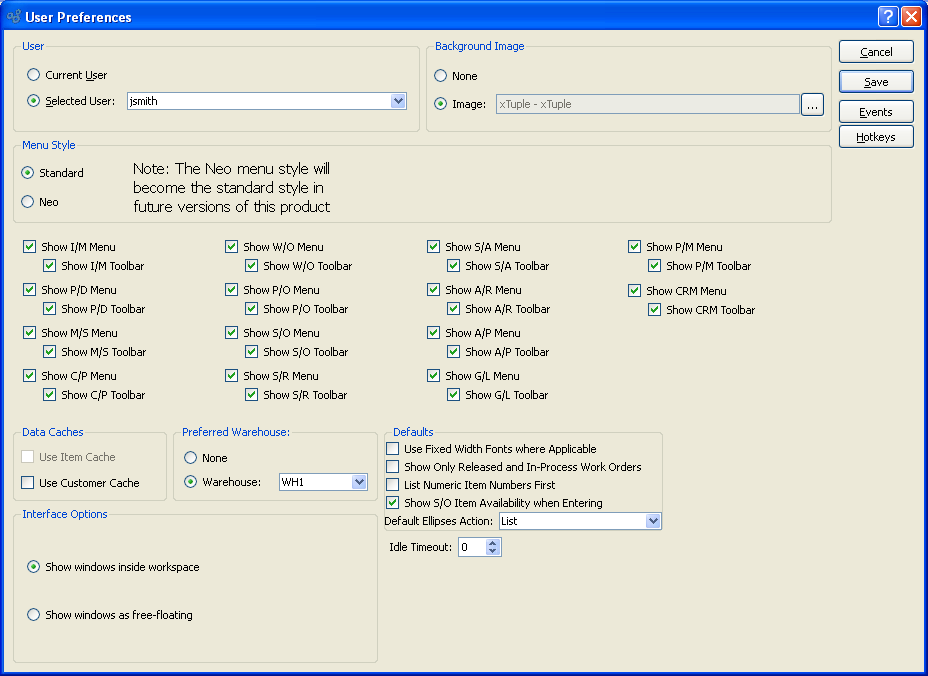 User Preferences
?
User
Current User
Selected User: jsmith
Background Image
None
Image: xTuple - xTuple ...
Cancel
Save
Events
Hotkeys
Menu Style
Standard
Neo
Note: The Neo menu style will
become the standard style in
future versions of this product
Show I/M Menu
Show I/M Toolbar
Show P/D Menu
Show P/D Toolbar
Show M/S Menu
Show M/S Toolbar
Show C/P Menu
Show C/P Toolbar
Show W/O Menu
Show W/O Toolbar
Show P/O Menu
Show P/O Toolbar
Show S/O Menu
Show S/O Toolbar
Show S/R Menu
Show S/R Toolbar
Show S/A Menu
Show S/A Toolbar
Show A/R Menu
Show A/R Toolbar
Show A/P Menu
Show A/P Toolbar
Show G/L Menu
Show G/L Toolbar
Show P/M Menu
Show P/M Toolbar
Show CRM Menu
Show CRM Toolbar
Data Caches
Use Item Cache
Use Customer Cache
Preferred Warehouse:
None
Warehouse: WH1
Defaults
Use Fixed Width Fonts where Applicable
Show Only Released and In-Process Work Orders
List Numeric Item Numbers First
Show S/O Item Availability when Entering
Default Ellipses Action: List
Idle Timeout: 0
Interface Options
Show windows inside workspace
Show windows as free-floating